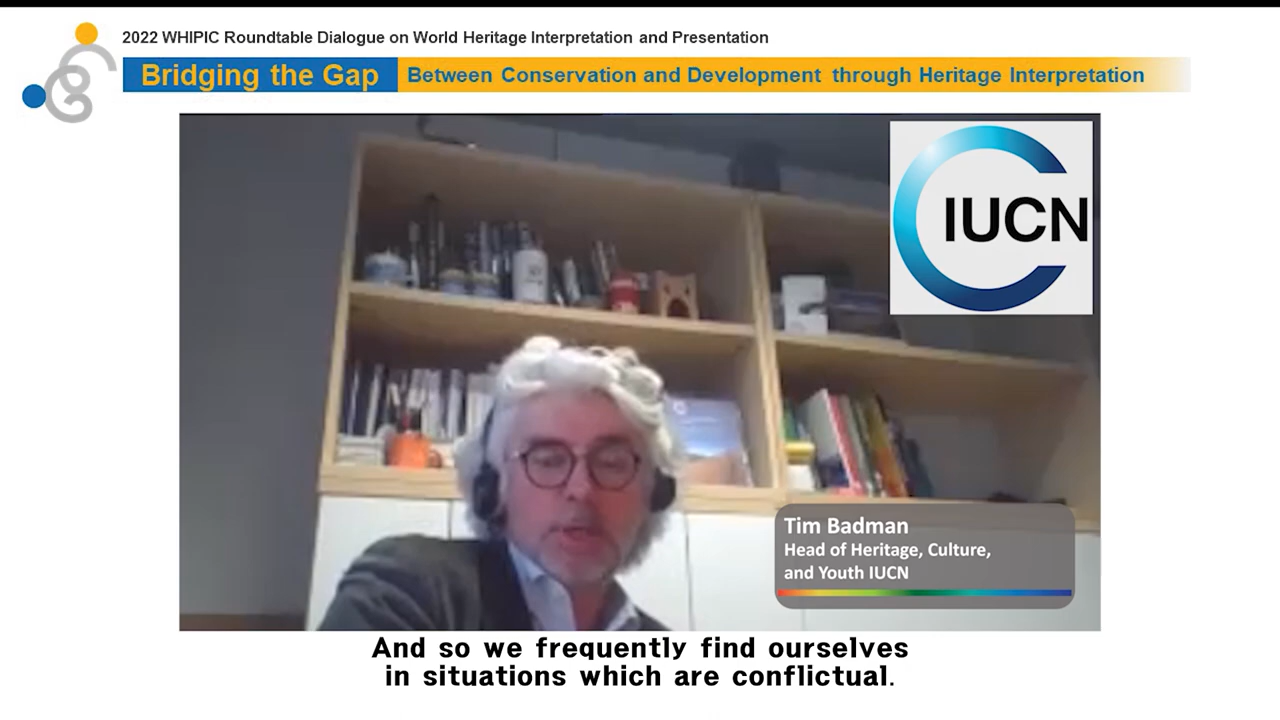 2022 WHIPIC Roundtable Dialogue on World Heritage Interpretation and Presentation
Bridging the Gap Between Conservation and Development through Heritage Interpretation
IUCN
Tim Badman
Head of Heritage, Culture,
and Youth IUCN
And so we frequently find ourselves
in situations which are conflictual.